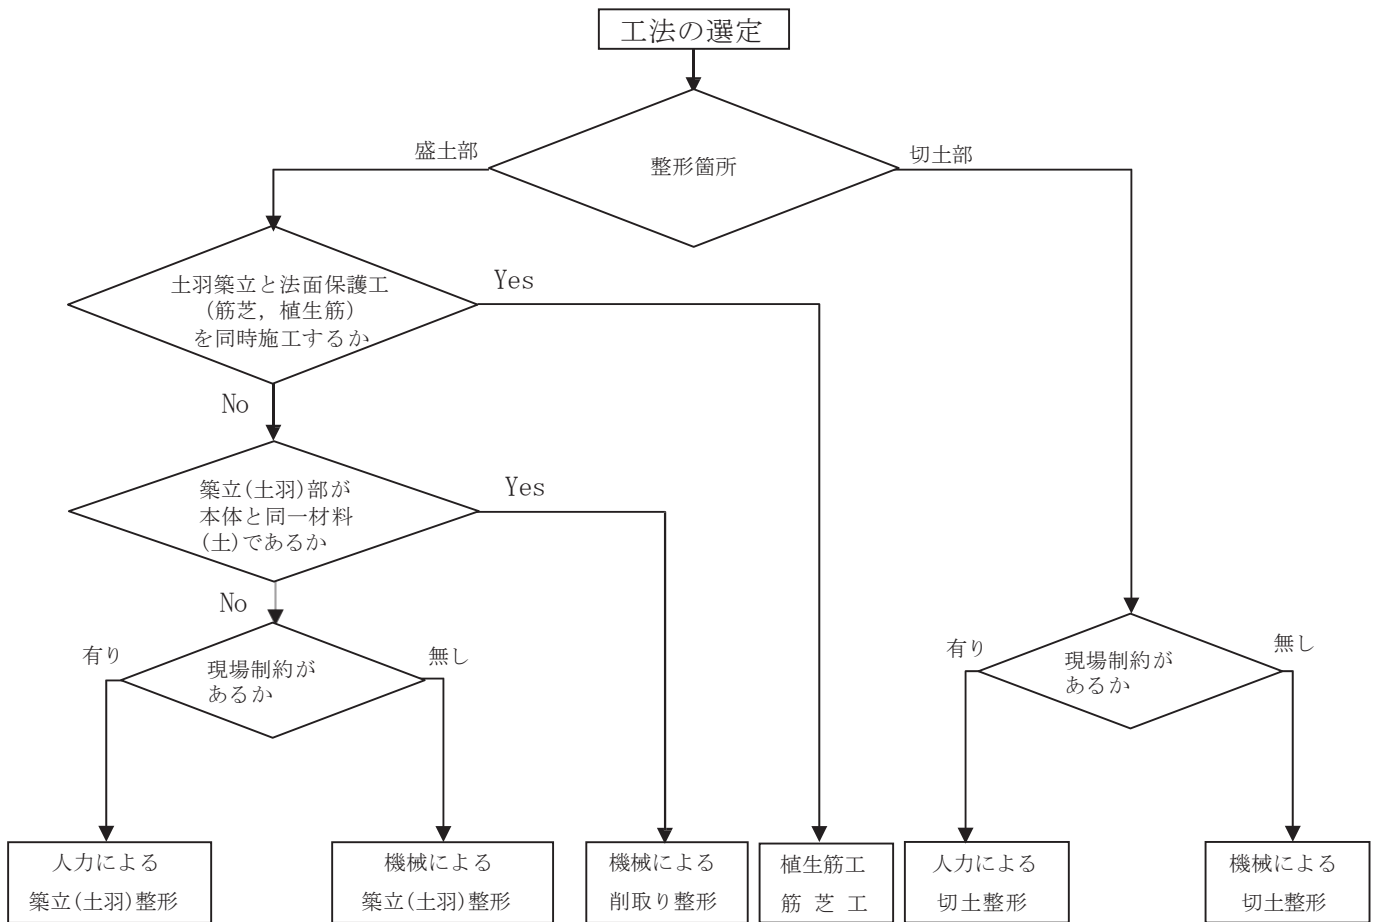 工法の選定
盛土部
整形箇所
切土部
土羽築立と法面保護工
(筋芝，植生筋)
を同時施工するか
Yes
No
築立(土羽)部が
本体と同一材料
(土)であるか
Yes
No
有り
現場制約が
あるか
無し
有り
現場制約が
あるか
無し
人力による
築立(土羽)整形
機械による
築立(土羽)整形
機械による
削取り整形
植生筋工
筋 芝 工
人力による
切土整形
機械による
切土整形